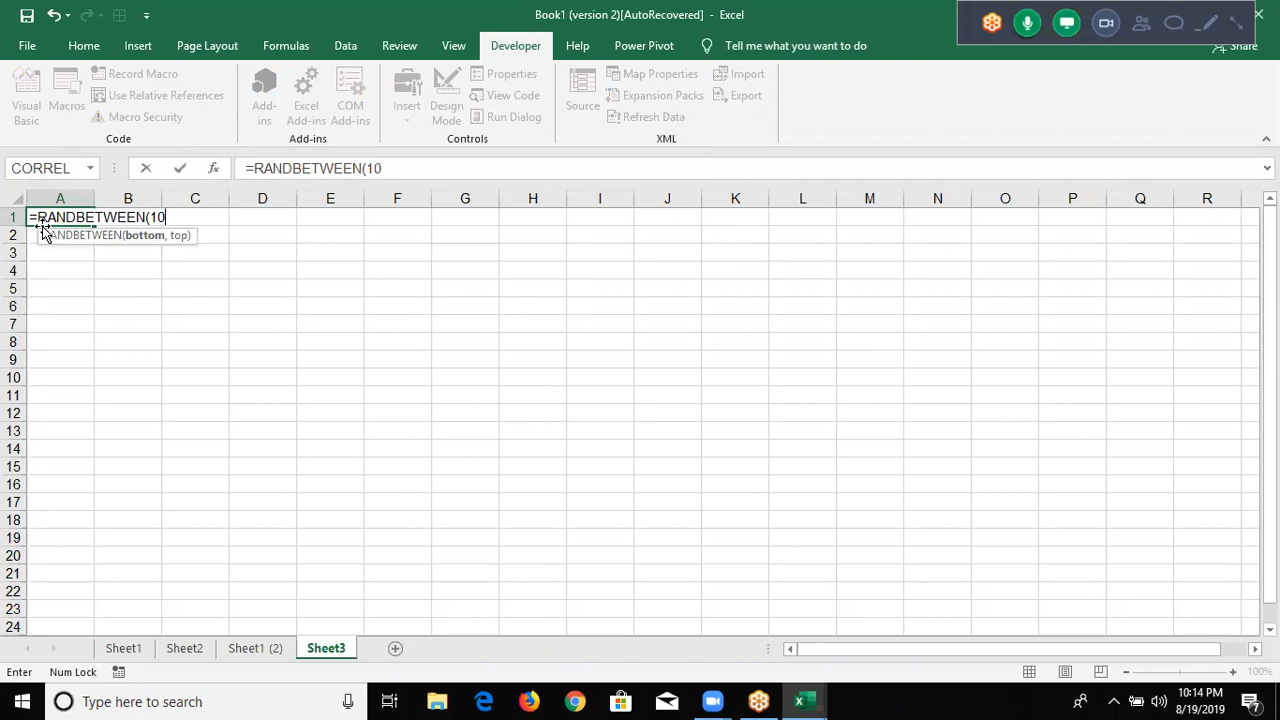 Book1 (version 2)[AutoRecovered] - Excel
File Home Insert Page Layout Formulas Data Review View Developer Help Power Pivot Tell me what you want to do Share
Visual Basic
Macros
Record Macro
Use Relative References
Macro Security
Code
Add-ins
Excel Add-ins
COM Add-ins
Add-ins
Insert
Design Mode
Properties
View Code
Run Dialog
Controls
Source
Map Properties
Expansion Packs
Refresh Data
Import
Export
XML
CORREL fx =RANDBETWEEN(10
A B C D E F G H I J K L M N O P Q R
1 =RANDBETWEEN(10
2 RANDBETWEEN(bottom, top)
3
4
5
6
7
8
9
10
11
12
13
14
15
16
17
18
19
20
21
22
23
24
Sheet1 Sheet2 Sheet1 (2) Sheet3
Enter Num Lock 100%
Type here to search
10:14 PM
8/19/2019
7